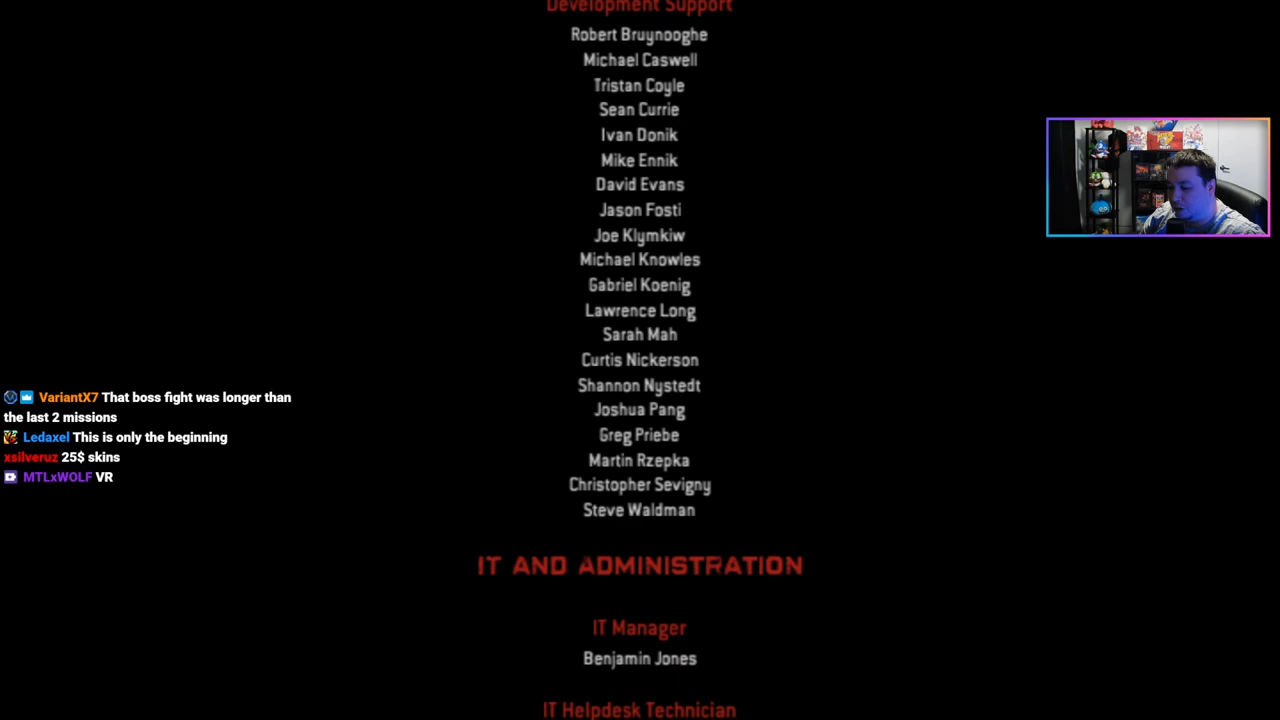 Development Support
Robert Bruynooghe
Michael Caswell
Tristan Coyle
Sean Currie
Ivan Donik
Mike Ennik
David Evans
Jason Fosti
Joe Klymkiw
Michael Knowles
Gabriel Koenig
Lawrence Long
Sarah Mah
Curtis Nickerson
Shannon Nystedt
Joshua Pang
Greg Priebe
Martin Rzepka
Christopher Sevigny
Steve Waldman
IT AND ADMINISTRATION
IT Manager
Benjamin Jones
IT Helpdesk Technician
VariantX7 That boss fight was longer than
the last 2 missions
Ledaxel This is only the beginning
xsilveruz 25$ skins
MTLxWOLF VR